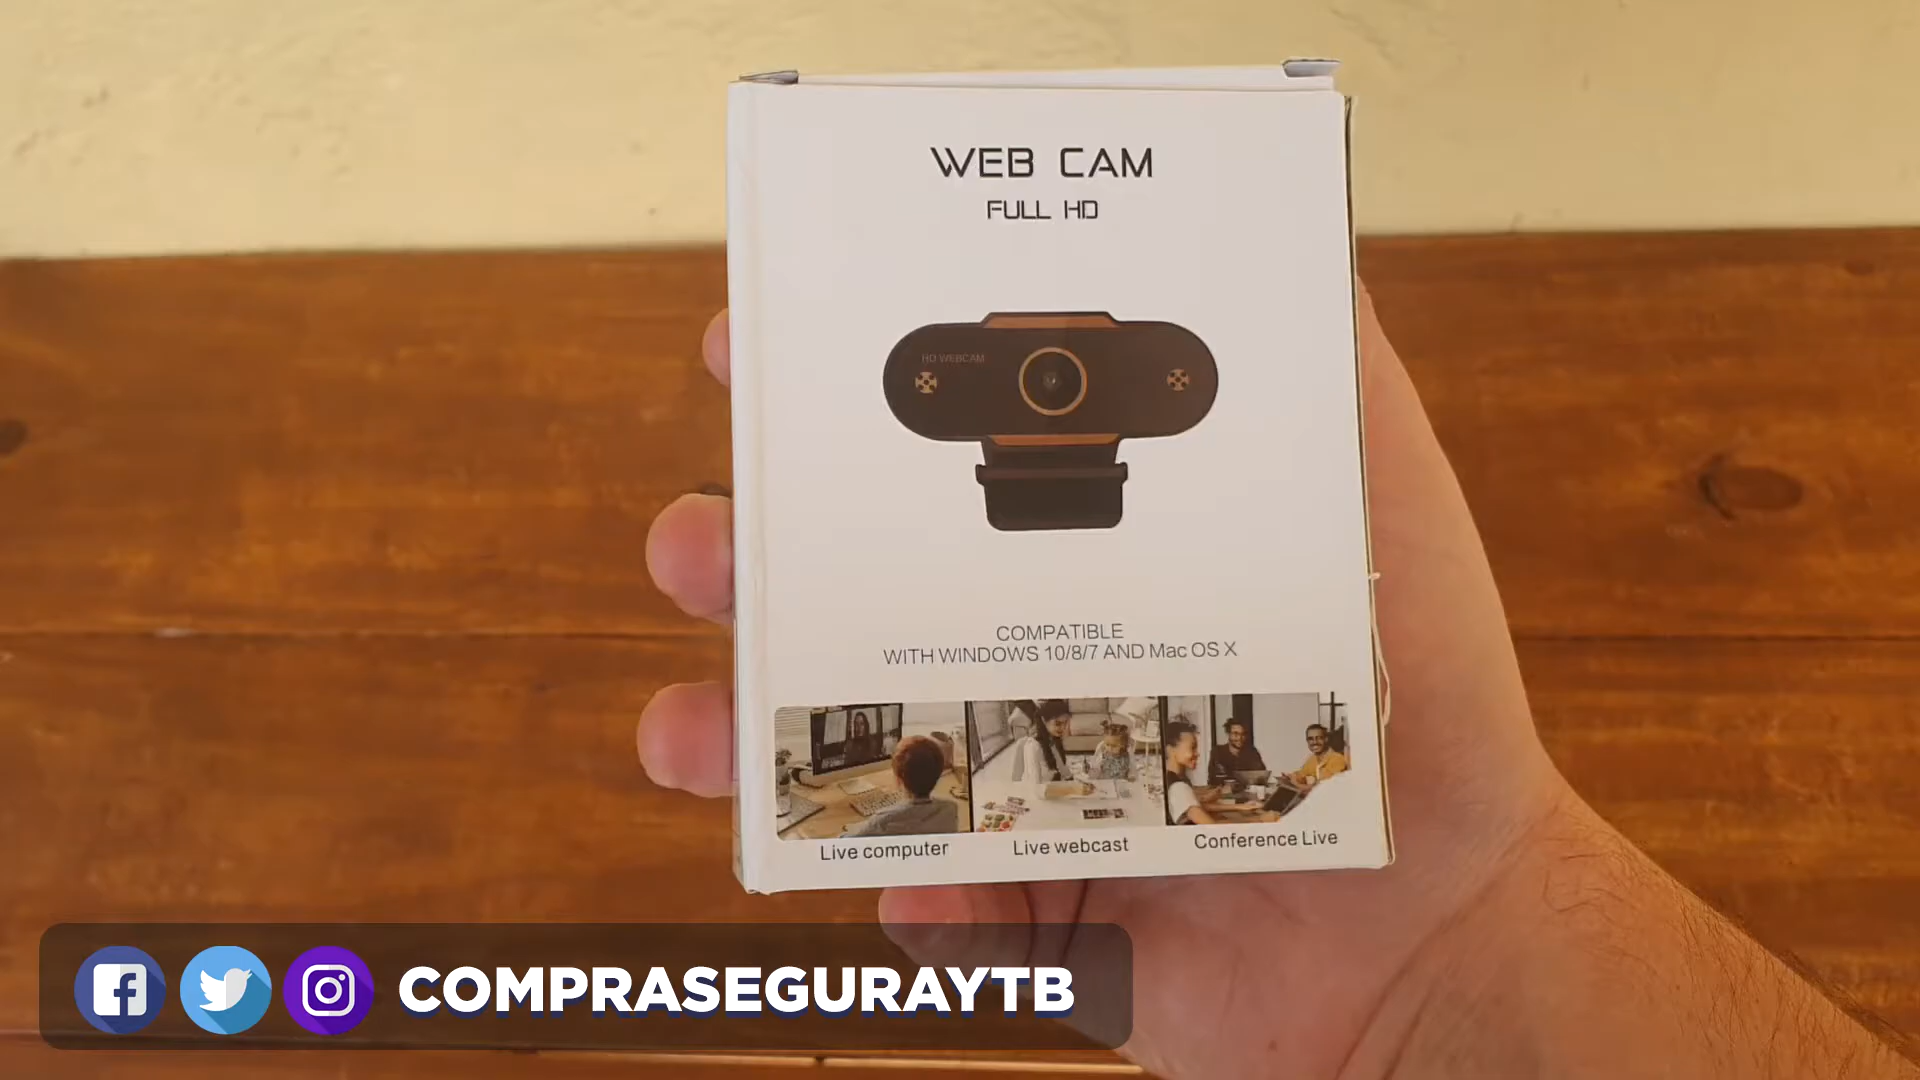 WEB CAM
FULL HD
HD WEBCAM
COMPATIBLE
WITH WINDOWS 10/8/7 AND Mac OS X
Live computer
Live webcast
Conference Live
COMPRASEGURAYTB